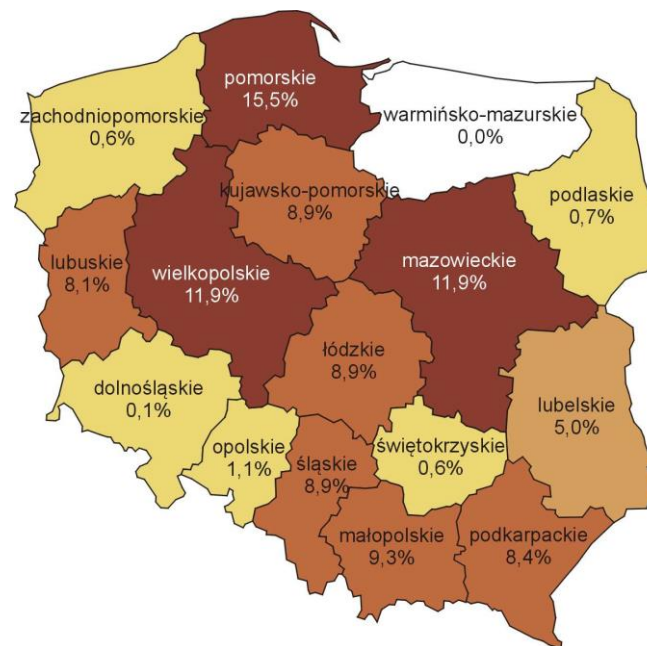 pomorskie
15,5%
zachodniopomorskie
0,6%
warmińsko-mazurskie
0,0%
kujawsko-pomorskie
8,9%
podlaskie
0,7%
lubuskie
8,1%
wielkopolskie
11,9%
mazowieckie
11,9%
łódzkie
8,9%
dolnośląskie
0,1%
lubelskie
5,0%
opolskie
1,1%
śląskie
8,9%
świętokrzyskie
0,6%
małopolskie
9,3%
podkarpackie
8,4%